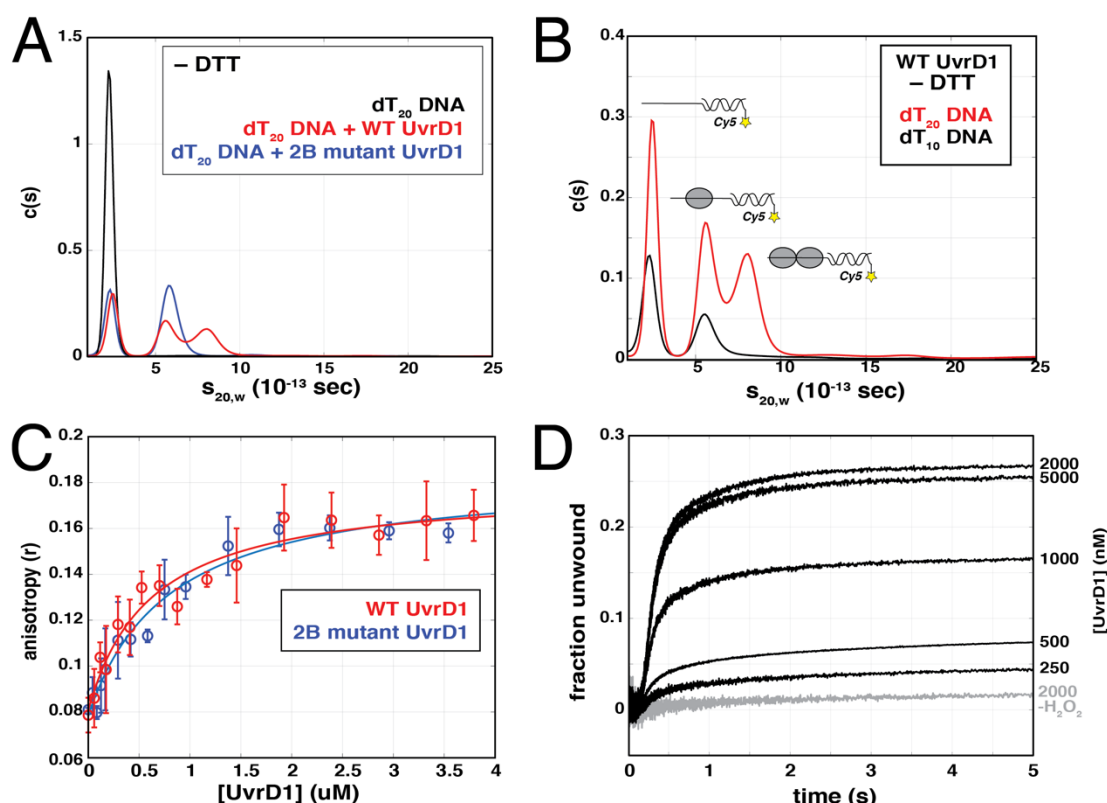 A
1.5
1
0.5
0
c(s)
– DTT
dT20 DNA
dT20 DNA + WT UvrD1
dT20 DNA + 2B mutant UvrD1
5
10
15
20
25
s20,w (10-13 sec)
B
0.4
0.3
0.2
0.1
0
c(s)
WT UvrD1
– DTT
dT20 DNA
dT10 DNA
Cy5
Cy5
Cy5
5
10
15
20
25
s20,w (10-13 sec)
C
0.2
0.18
0.16
0.14
0.12
0.1
0.08
0.06
anisotropy (r)
WT UvrD1
2B mutant UvrD1
0
0.5
1
1.5
2
2.5
3
3.5
4
[UvrD1] (uM)
D
0.3
0.2
0.1
0
fraction unwound
2000
5000
1000
500
250
2000
-H2O2
[UvrD1] (nM)
0
1
2
3
4
5
time (s)